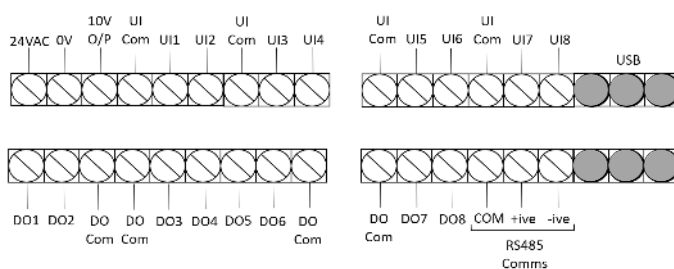 10V UI UI UI UI
24VAC 0V O/P Com UI1 UI2 Com UI3 UI4 Com UI5 UI6 Com UI7 UI8
USB
DO1 DO2 DO DO DO3 DO4 DO5 DO6 DO DO DO7 DO8 COM +ive -ive
Com Com Com Com
RS485
Comms